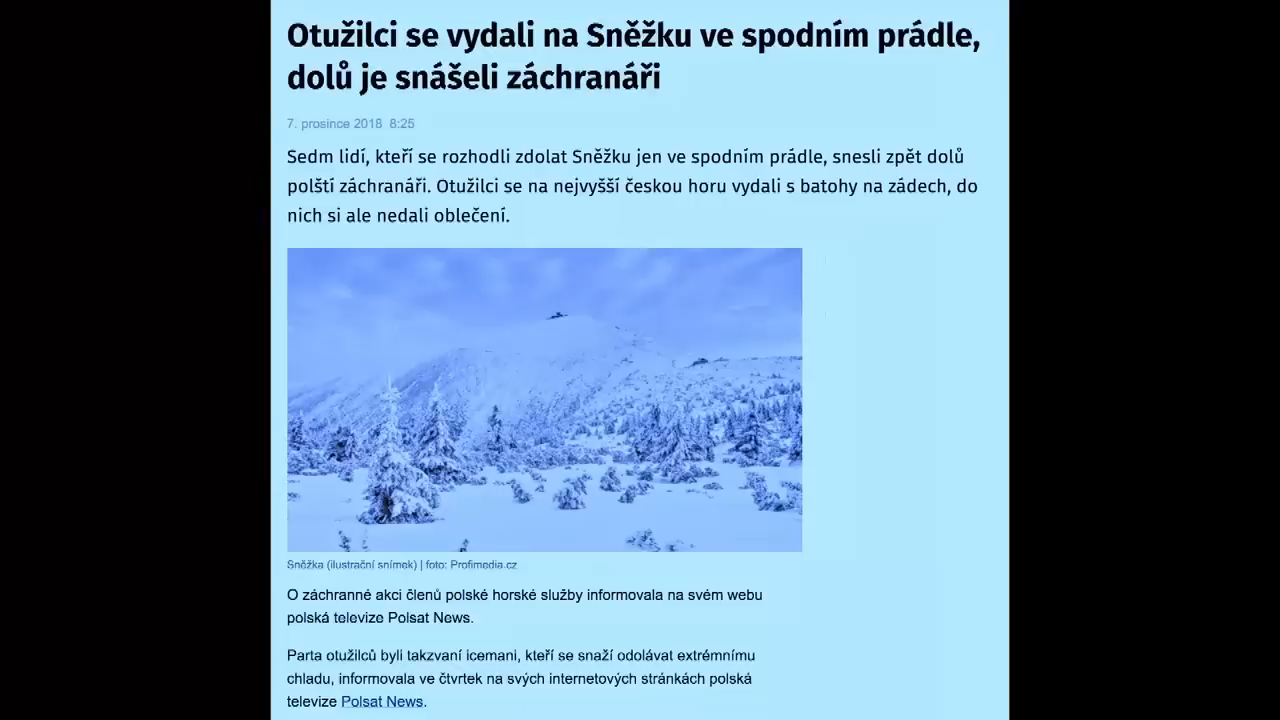 Otužilci se vydali na Sněžku ve spodním prádle,
dolů je snášeli záchranáři
7. prosince 2018 8:25
Sedm lidí, kteří se rozhodli zdolat Sněžku jen ve spodním prádle, snesli zpět dolů
polští záchranáři. Otužilci se na nejvyšší českou horu vydali s batohy na zádech, do
nich si ale nedali oblečení.
Sněžka (ilustrační snímek) | foto: Profimedia.cz
O záchranné akci členů polské horské služby informovala na svém webu
polská televize Polsat News.
Parta otužilců byli takzvaní icemani, kteří se snaží odolávat extrémnímu
chladu, informovala ve čtvrtek na svých internetových stránkách polská
televize Polsat News.